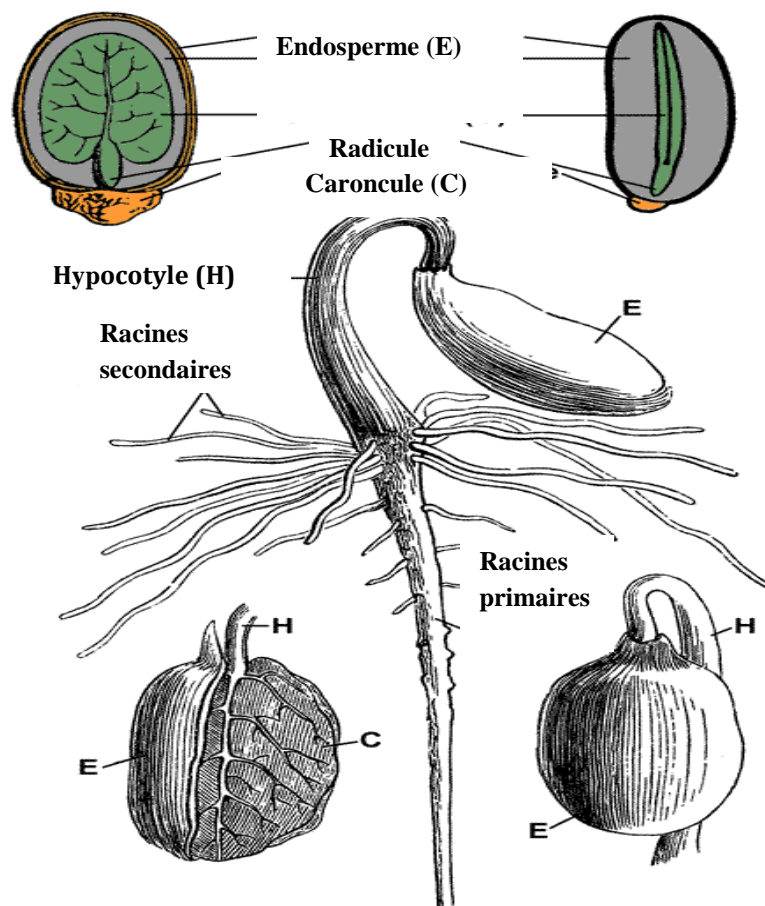 Endosperme (E)
Radicule
Caroncule (C)
Hypocotyle (H)
E
Racines
secondaires
Racines
primaires
H
H
C
E
E